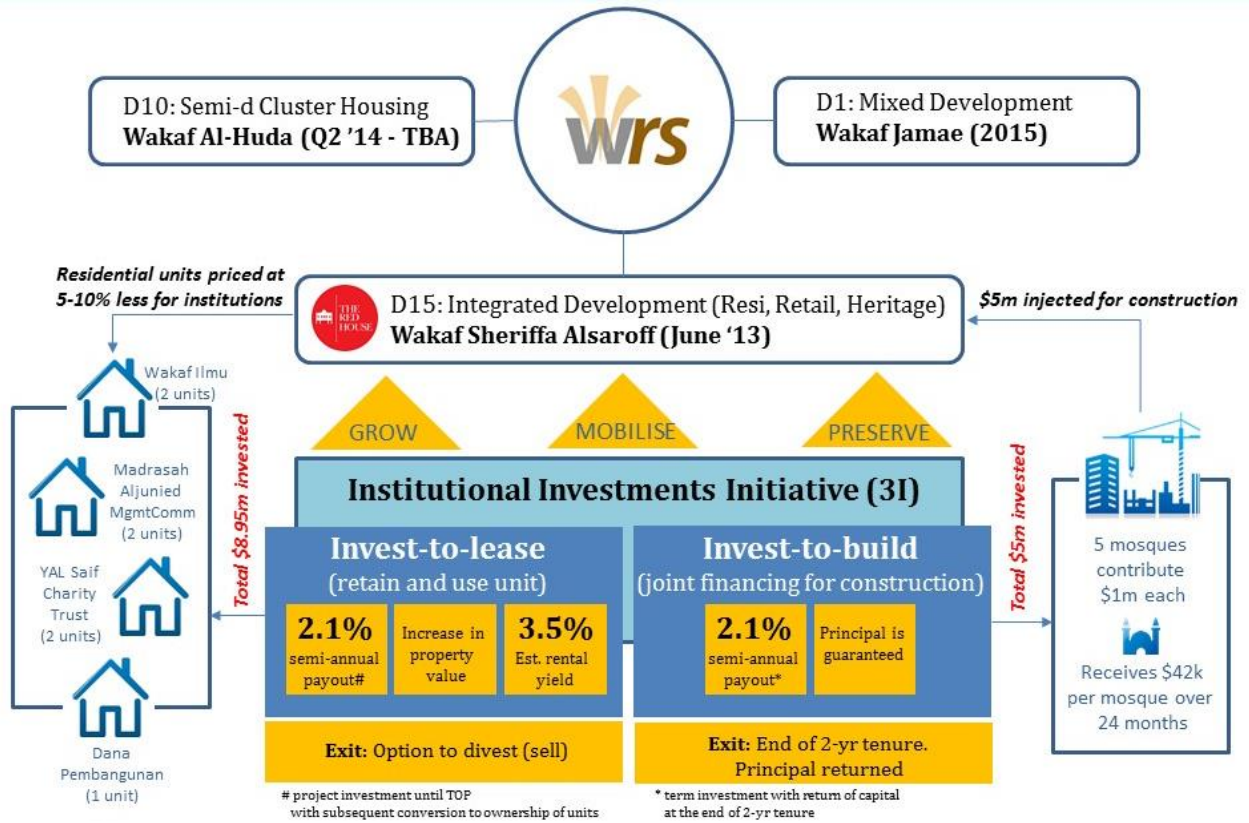 D10: Semi-d Cluster Housing
Wakaf Al-Huda (Q2 ’14 - TBA)
wrs
D1: Mixed Development
Wakaf Jamae (2015)
Residential units priced at
5-10% less for institutions
THE
RED
HOUSE
D15: Integrated Development (Resi, Retail, Heritage)
Wakaf Sheriffa Alsaroff (June ‘13)
$5m injected for construction
Wakaf Ilmu
(2 units)
Madrasah
Aljunied
MgmtComm
(2 units)
YAL Saif
Charity
Trust
(2 units)
Dana
Pembangunan
(1 unit)
Total $8.95m invested
GROW
MOBILISE
PRESERVE
Institutional Investments Initiative (3I)
Invest-to-lease
(retain and use unit)
2.1%
semi-annual
payout#
Increase in
property
value
3.5%
Est. rental
yield
Exit: Option to divest (sell)
# project investment until TOP
with subsequent conversion to ownership of units
Invest-to-build
(joint financing for construction)
2.1%
semi-annual
payout*
Principal is
guaranteed
Exit: End of 2-yr tenure.
Principal returned
* term investment with return of capital
at the end of 2-yr tenure
Total $5m invested
5 mosques
contribute
$1m each
Receives $42k
per mosque over
24 months